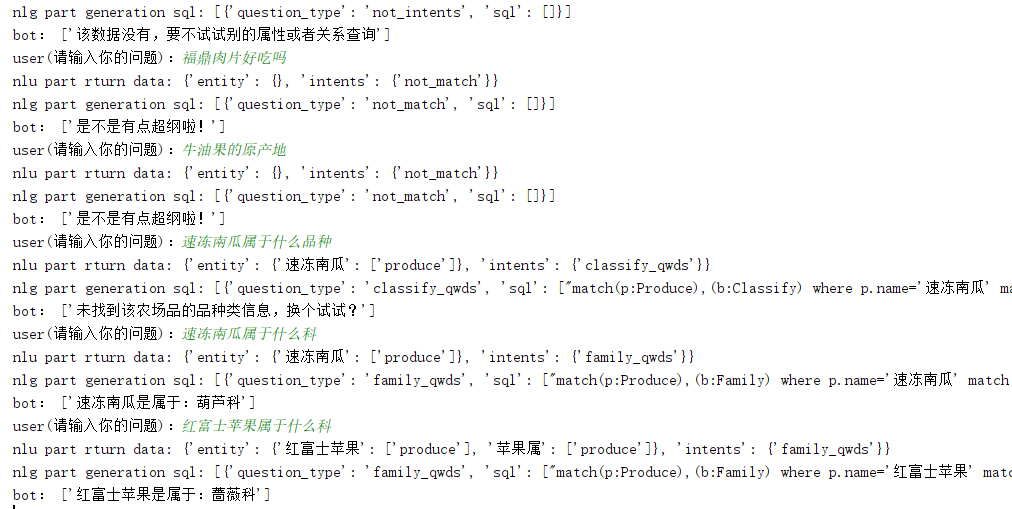 nlg part generation sql: [{'question_type': 'not_intents', 'sql': []}]
bot: ['该数据没有，要不试试别的属性或者关系查询']
user(请输入你的问题)：福鼎肉片好吃吗
nlu part rturn data: {'entity': {}, 'intents': {'not_match'}}
nlg part generation sql: [{'question_type': 'not_match', 'sql': []}]
bot: ['是不是有点超纲啦！']
user(请输入你的问题)：牛油果的原产地
nlu part rturn data: {'entity': {}, 'intents': {'not_match'}}
nlg part generation sql: [{'question_type': 'not_match', 'sql': []}]
bot: ['是不是有点超纲啦！']
user(请输入你的问题)：速冻南瓜属于什么品种
nlu part rturn data: {'entity': {'速冻南瓜': ['produce']}, 'intents': {'classify_qwds'}}
nlg part generation sql: [{'question_type': 'classify_qwds', 'sql': ["match(p:Produce),(b:Classify) where p.name='速冻南瓜' ma
bot: ['未找到该农场品的品种类信息，换个试试？']
user(请输入你的问题)：速冻南瓜属于什么科
nlu part rturn data: {'entity': {'速冻南瓜': ['produce']}, 'intents': {'family_qwds'}}
nlg part generation sql: [{'question_type': 'family_qwds', 'sql': ["match(p:Produce),(b:Family) where p.name='速冻南瓜' match
bot: ['速冻南瓜是属于：葫芦科']
user(请输入你的问题)：红富士苹果属于什么科
nlu part rturn data: {'entity': {'红富士苹果': ['produce'], '苹果属': ['produce']}, 'intents': {'family_qwds'}}
nlg part generation sql: [{'question_type': 'family_qwds', 'sql': ["match(p:Produce),(b:Family) where p.name='红富士苹果' matc
bot: ['红富士苹果是属于：蔷薇科']